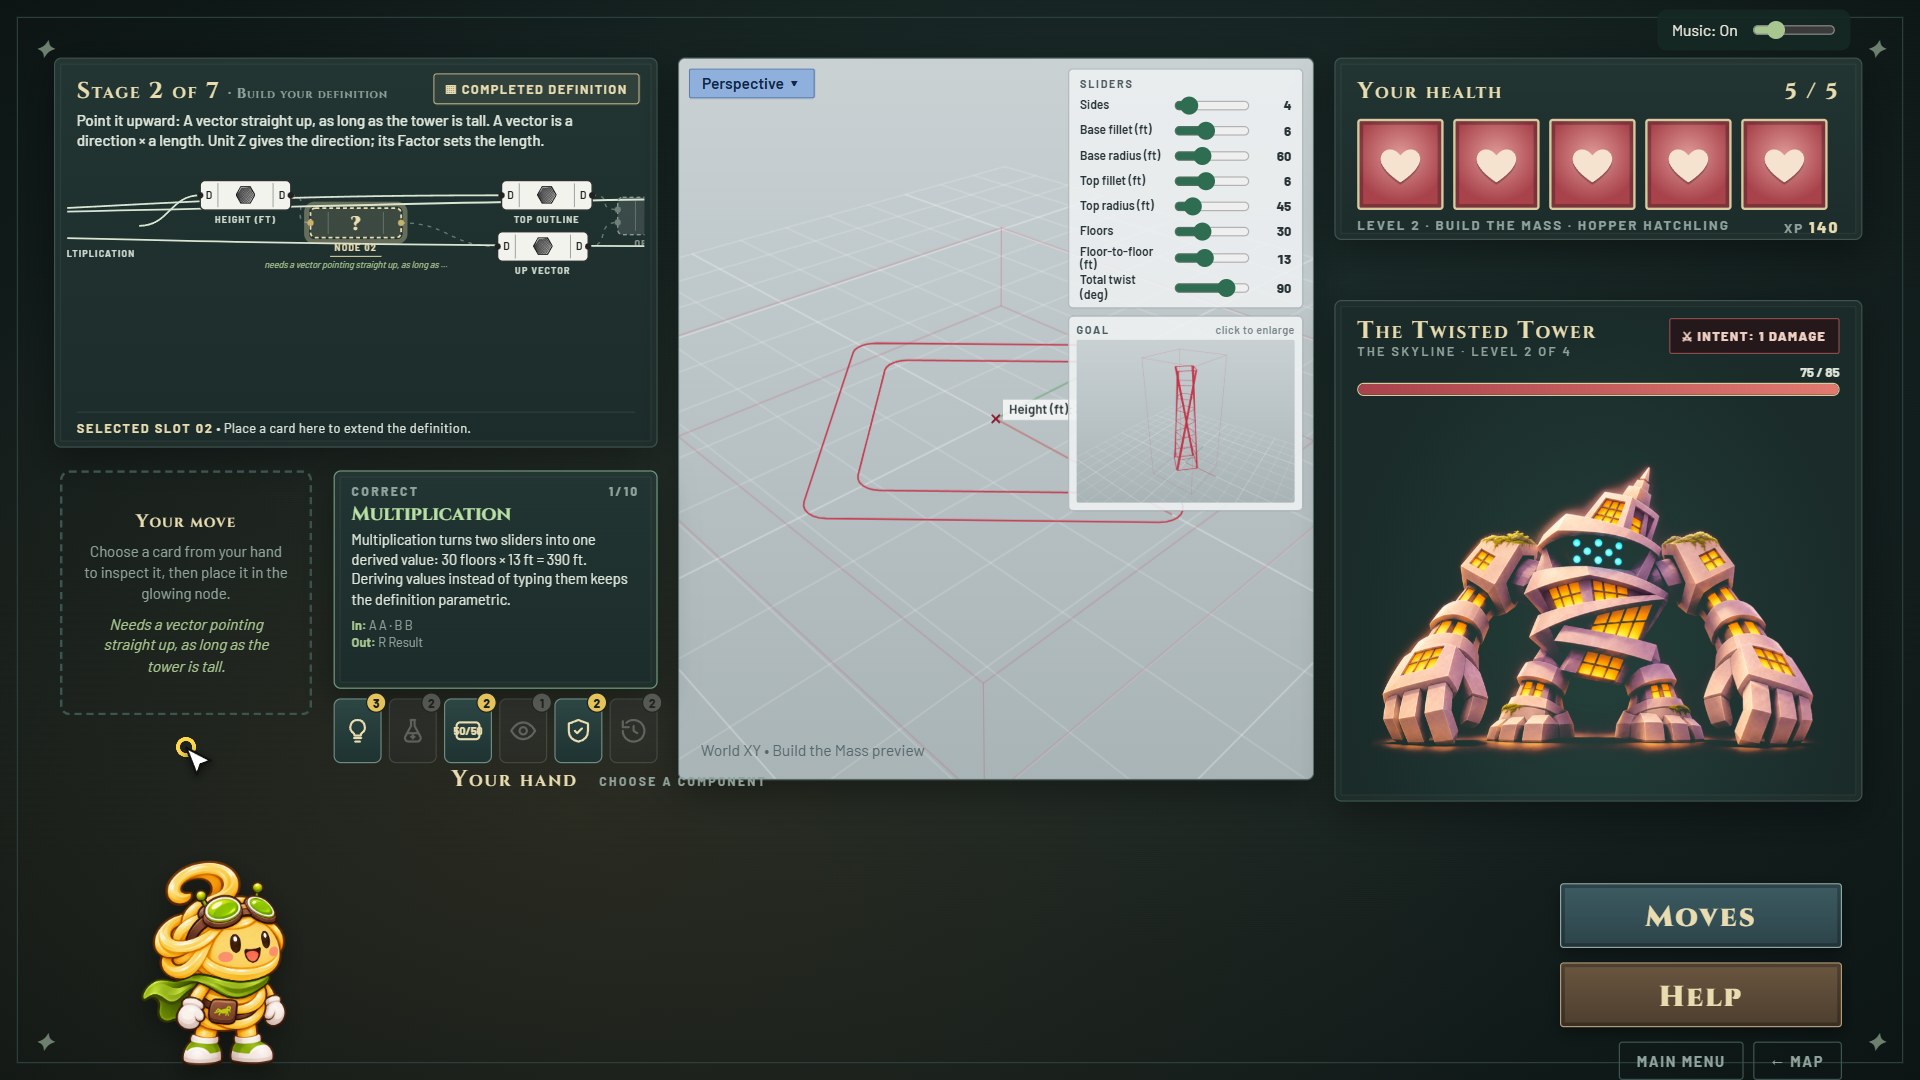 Music: On
Stage 2 of 7 · Build your definition
COMPLETED DEFINITION
Point it upward: A vector straight up, as long as the tower is tall. A vector is a
direction × a length. Unit Z gives the direction; its Factor sets the length.
D D
HEIGHT (FT)
?
NODE 02
needs a vector pointing straight up, as long as ...
D D
TOP OUTLINE
D D
UP VECTOR
LTIPLICATION
SELECTED SLOT 02 • Place a card here to extend the definition.
Your move
Choose a card from your hand
to inspect it, then place it in the
glowing node.
Needs a vector pointing
straight up, as long as the
tower is tall.
CORRECT 1/10
Multiplication
Multiplication turns two sliders into one
derived value: 30 floors × 13 ft = 390 ft.
Deriving values instead of typing them keeps
the definition parametric.
In: A A · B B
Out: R Result
3 2 2 1 2 2
50/50
Your hand CHOOSE A COMPONENT
Perspective ▼
Height (ft)
World XY • Build the Mass preview
SLIDERS
Sides 4
Base fillet (ft) 6
Base radius (ft) 60
Top fillet (ft) 6
Top radius (ft) 45
Floors 30
Floor-to-floor
(ft) 13
Total twist
(deg) 90
GOAL click to enlarge
Your health 5 / 5
LEVEL 2 · BUILD THE MASS · HOPPER HATCHLING XP 140
The Twisted Tower
THE SKYLINE · LEVEL 2 OF 4
INTENT: 1 DAMAGE
75 / 85
Moves
Help
MAIN MENU
← MAP